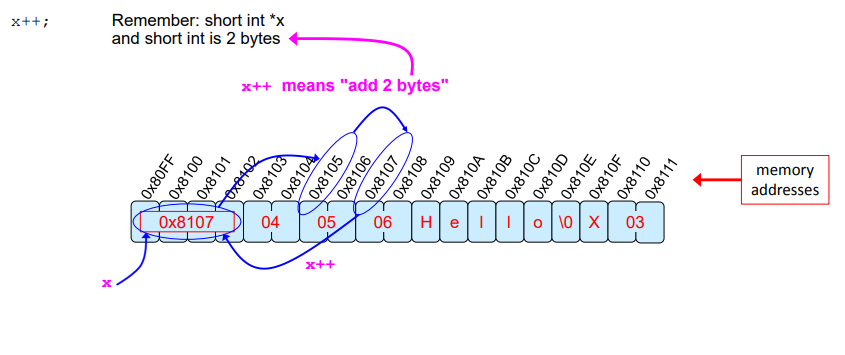 x++; Remember: short int *x
and short int is 2 bytes
x++ means "add 2 bytes"
0x80FF 0x8100 0x8101 0x8102 0x8103 0x8104 0x8105 0x8106 0x8107 0x8108 0x8109 0x810A 0x810B 0x810C 0x810D 0x810E 0x810F 0x8110 0x8111
memory
addresses
0x8107 04 05 06 H e l l o \0 X 03
x++
x